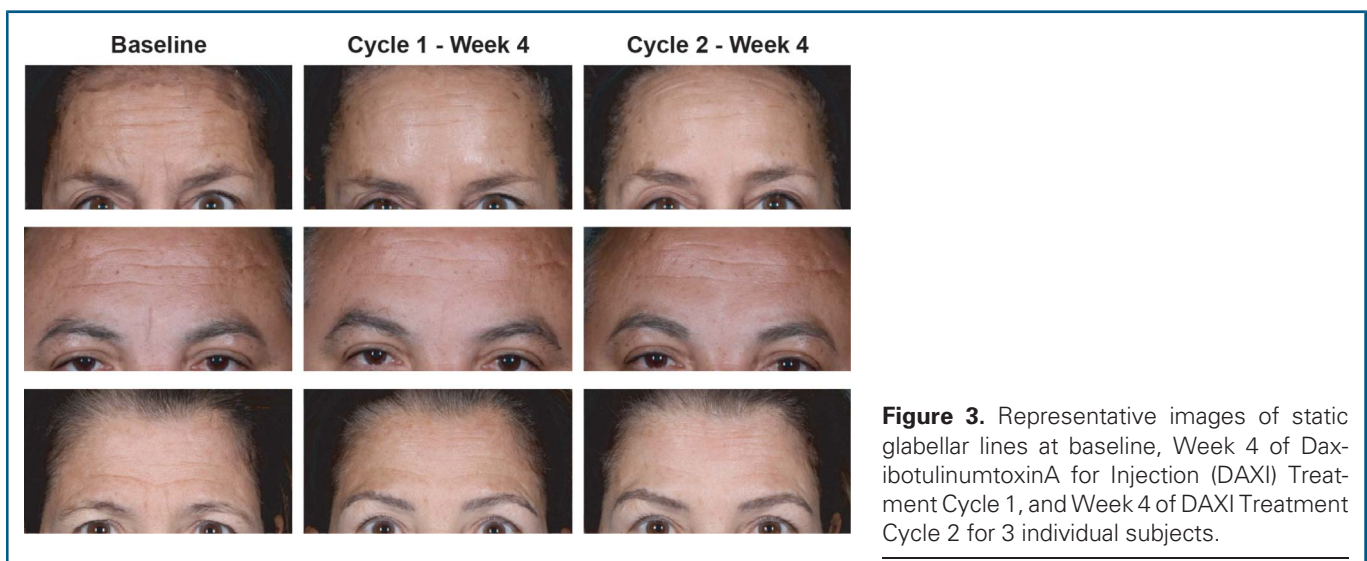 Baseline Cycle 1 - Week 4 Cycle 2 - Week 4
Figure 3. Representative images of static
glabellar lines at baseline, Week 4 of Dax-
ibotulinumtoxinA for Injection (DAXI) Treat-
ment Cycle 1, and Week 4 of DAXI Treatment
Cycle 2 for 3 individual subjects.